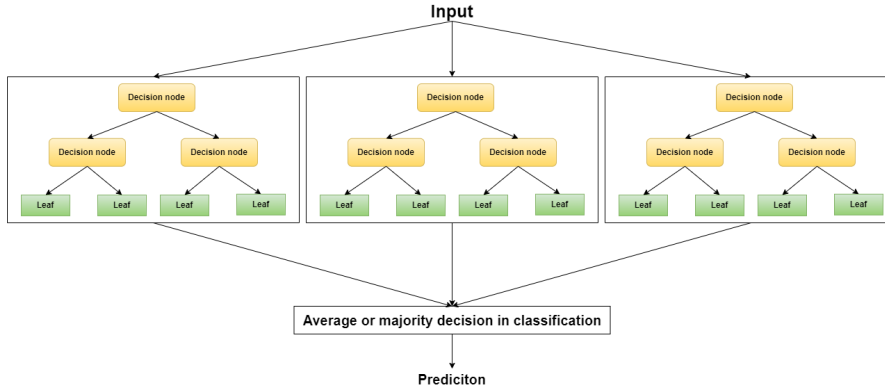 Input
Decision node
Decision node
Decision node
Decision node
Decision node
Decision node
Decision node
Decision node
Decision node
Leaf
Leaf
Leaf
Leaf
Leaf
Leaf
Leaf
Leaf
Leaf
Leaf
Leaf
Leaf
Average or majority decision in classification
Prediciton